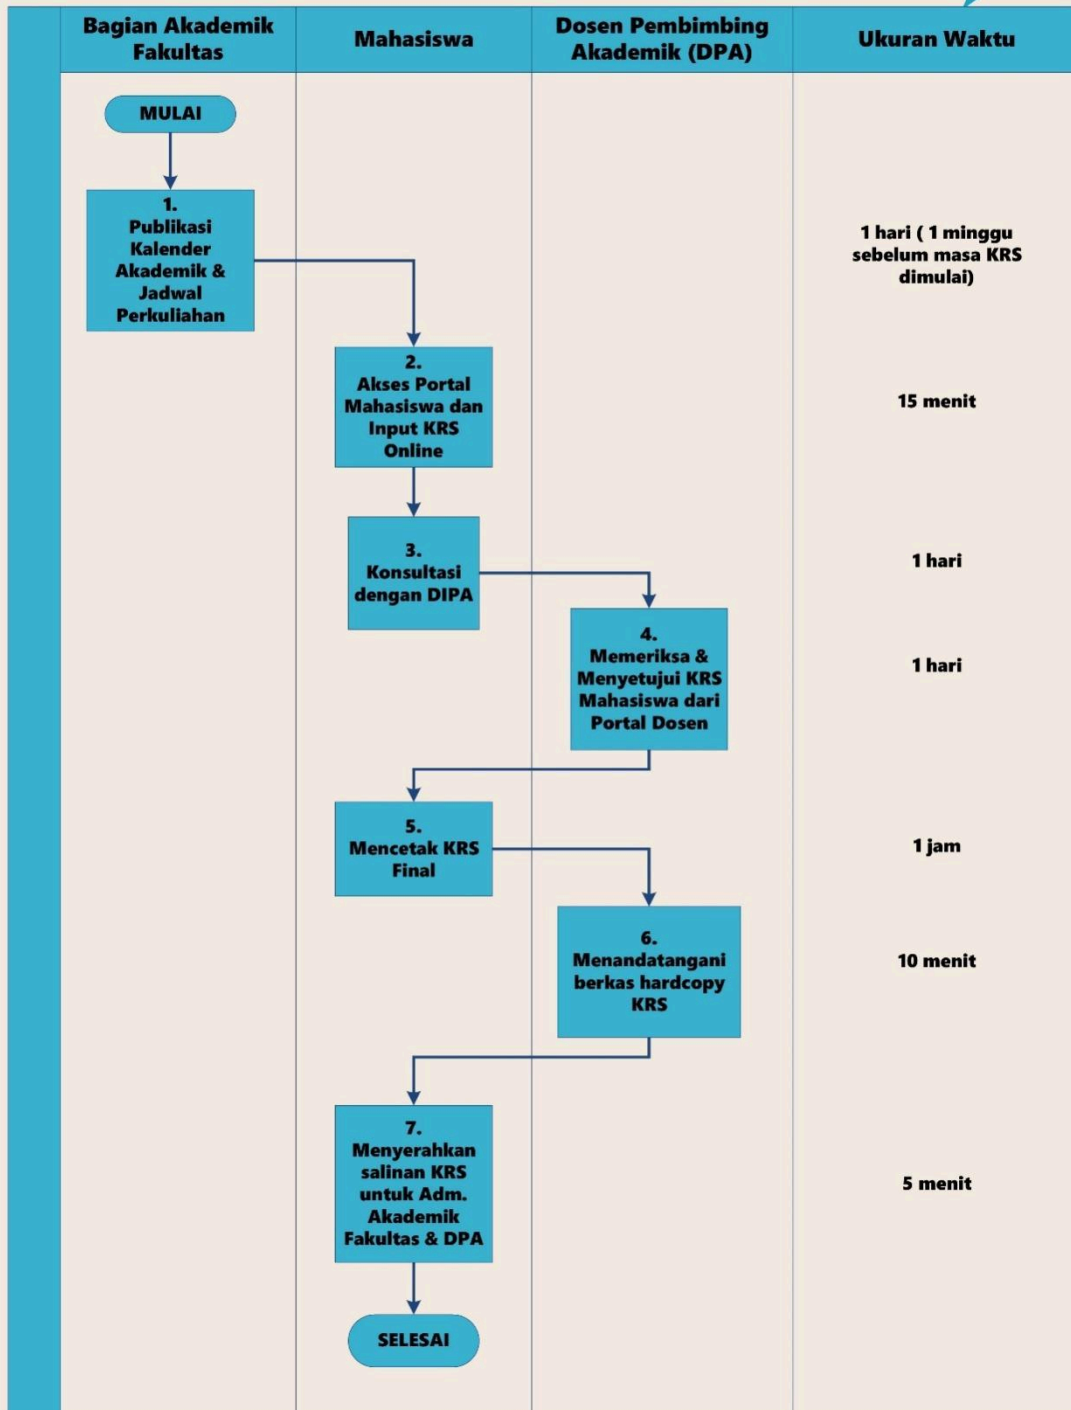 Bagian Akademik
Fakultas
Mahasiswa
Dosen Pembimbing
Akademik (DPA)
Ukuran Waktu
MULAI
1.
Publikasi
Kalender
Akademik &
Jadwal
Perkuliahan
1 hari ( 1 minggu
sebelum masa KRS
dimulai)
2.
Akses Portal
Mahasiswa dan
Input KRS
Online
15 menit
3.
Konsultasi
dengan DIPA
1 hari
4.
Memeriksa &
Menyetujui KRS
Mahasiswa dari
Portal Dosen
1 hari
5.
Mencetak KRS
Final
1 jam
6.
Menandatangani
berkas hardcopy
KRS
10 menit
7.
Menyerahkan
salinan KRS
untuk Adm.
Akademik
Fakultas & DPA
5 menit
SELESAI